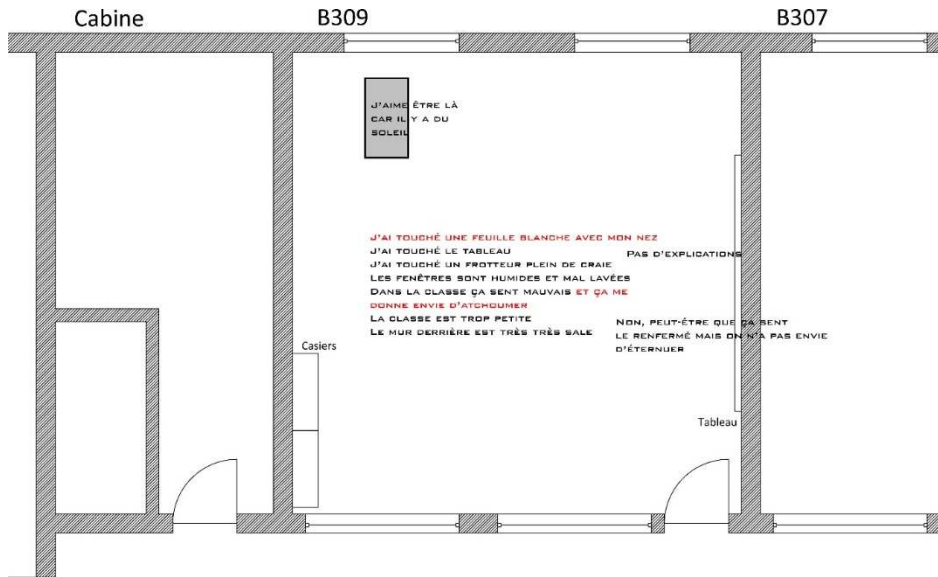 Cabine
B309
B307
J'AIME ÊTRE LÀ
CAR IL Y A DU
SOLEIL
J'AI TOUCHÉ UNE FEUILLE BLANCHE AVEC MON NEZ
J'AI TOUCHÉ LE TABLEAU
J'AI TOUCHÉ UN FROTTEUR PLEIN DE CRAIE
LES FENÊTRES SONT HUMIDES ET MAL LAVÉES
DANS LA CLASSE ÇA SENT MAUVAIS ET ÇA ME
DONNE ENVIE D'ATCHOUMER
LA CLASSE EST TROP PETITE
LE MUR DERRIÈRE EST TRÈS TRÈS SALE
PAS D'EXPLICATIONS
NON, PEUT-ÊTRE QUE ÇA SENT
LE RENFERMÉ MAIS ON N'A PAS ENVIE
D'ÉTERNUER
Casiers
Tableau